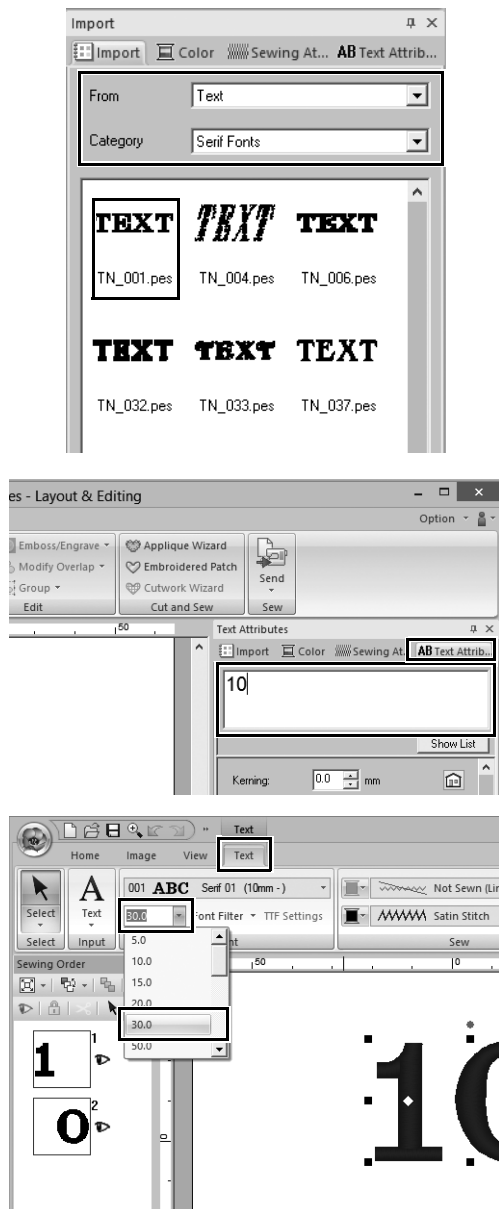 Import
Import Color Sewing At... AB Text Attrib...
From Text
Category Serif Fonts
TEXT TEXT TEXT
TN_001.pes TN_004.pes TN_006.pes
TEXT TEXT TEXT
TN_032.pes TN_033.pes TN_037.pes
es - Layout & Editing
Option
Emboss/Engrave Applique Wizard
Modify Overlap Embroidered Patch
Group Cutwork Wizard Send
Edit Cut and Sew Sew
50 Text Attributes
Import Color Sewing At. AB Text Attrib...
10
Show List
Kerning: 0.0 mm
Text
Home Image View Text
001 ABC Serif 01 (10mm - ) Not Sewn (Lin
Select A Text 30.0 Font Filter TTF Settings Satin Stitch
Select Input Sew
Sewing Order 5.0 50 0
10.0
15.0
20.0
30.0
50.0
1 1
0 2
0
10